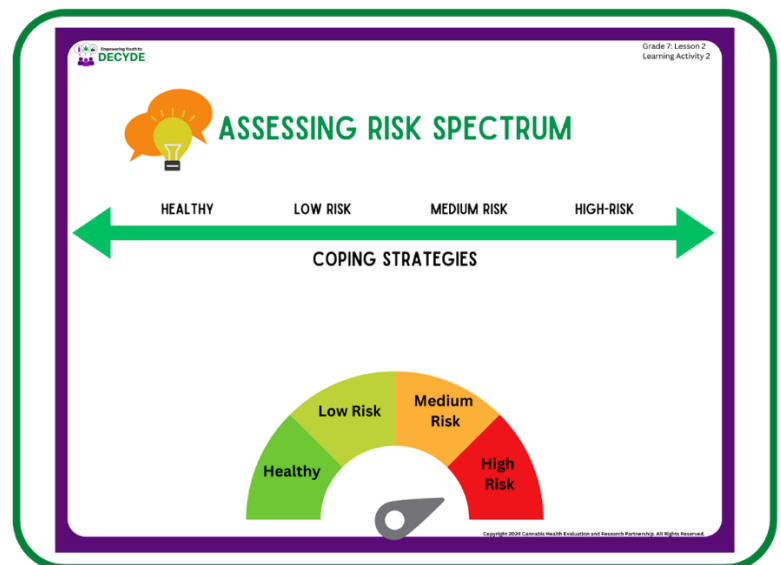 Empowering Youth to
DECYDE
Grade 7: Lesson 2
Learning Activity 2
ASSESSING RISK SPECTRUM
HEALTHY LOW RISK MEDIUM RISK HIGH-RISK
COPING STRATEGIES
Low Risk
Medium
Risk
Healthy
High
Risk
Copyright 2024 Cannabis Health Evaluation and Research Partnership. All Rights Reserved.